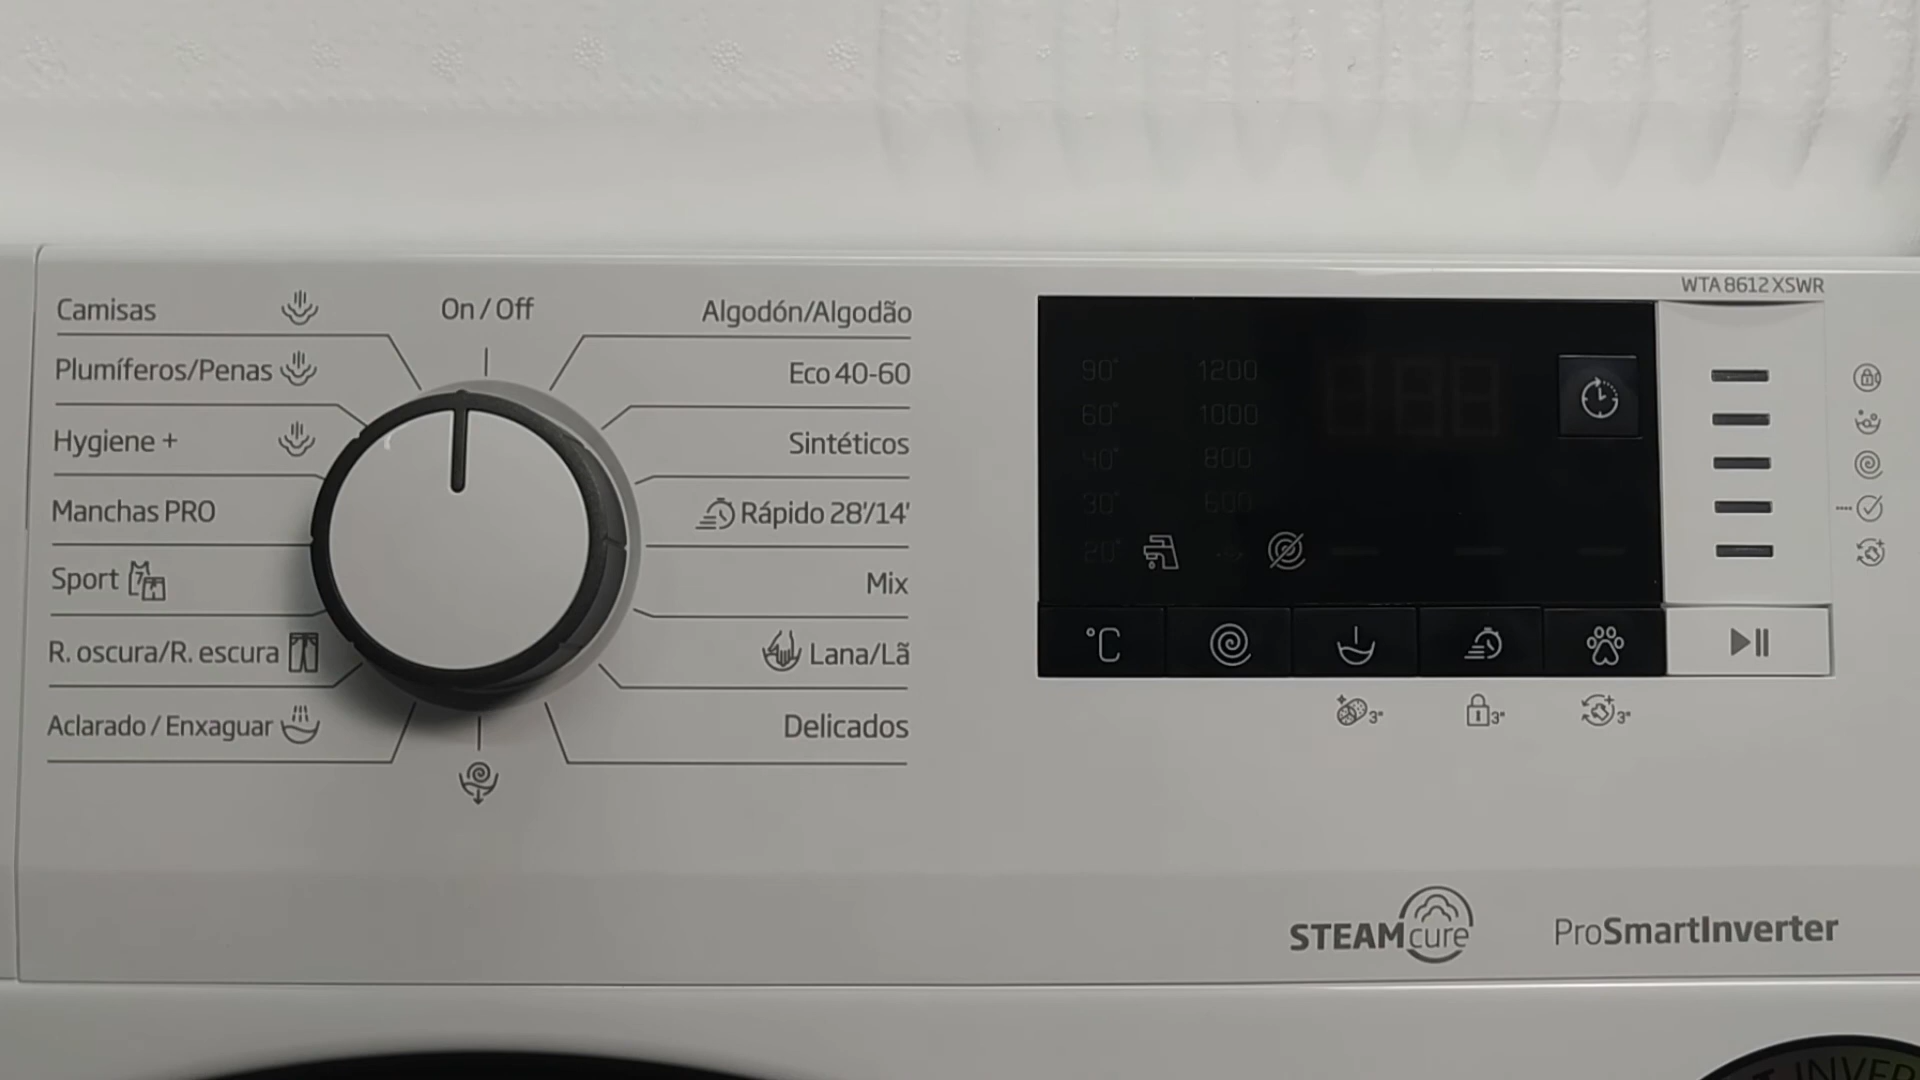 WTA 8612 XSWR
Camisas
On / Off
Algodón/Algodão
Plumíferos/Penas
Eco 40-60
Hygiene +
Sintéticos
Manchas PRO
Rápido 28'/14'
Sport
Mix
R. oscura/R. escura
Lana/Lã
Aclarado / Enxaguar
Delicados
90° 1200
60° 1000
40° 800
30° 600
20°
°C
3" 3" 3"
STEAMcure
ProSmartInverter
INVER